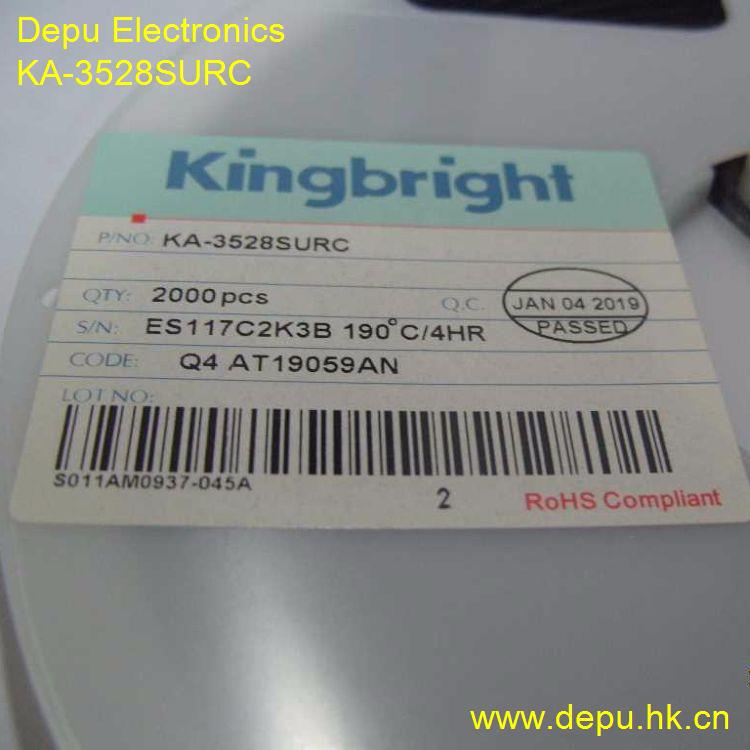 Depu Electronics
KA-3528SURC
Kingbright
P/NO: KA-3528SURC
QTY: 2000pcs
Q.C. JAN 04 2019
PASSED
S/N: ES117C2K3B 190°C/4HR
CODE: Q4 AT19059AN
LOT NO:
S011AM0937-045A
2
RoHS Compliant
www.depu.hk.cn